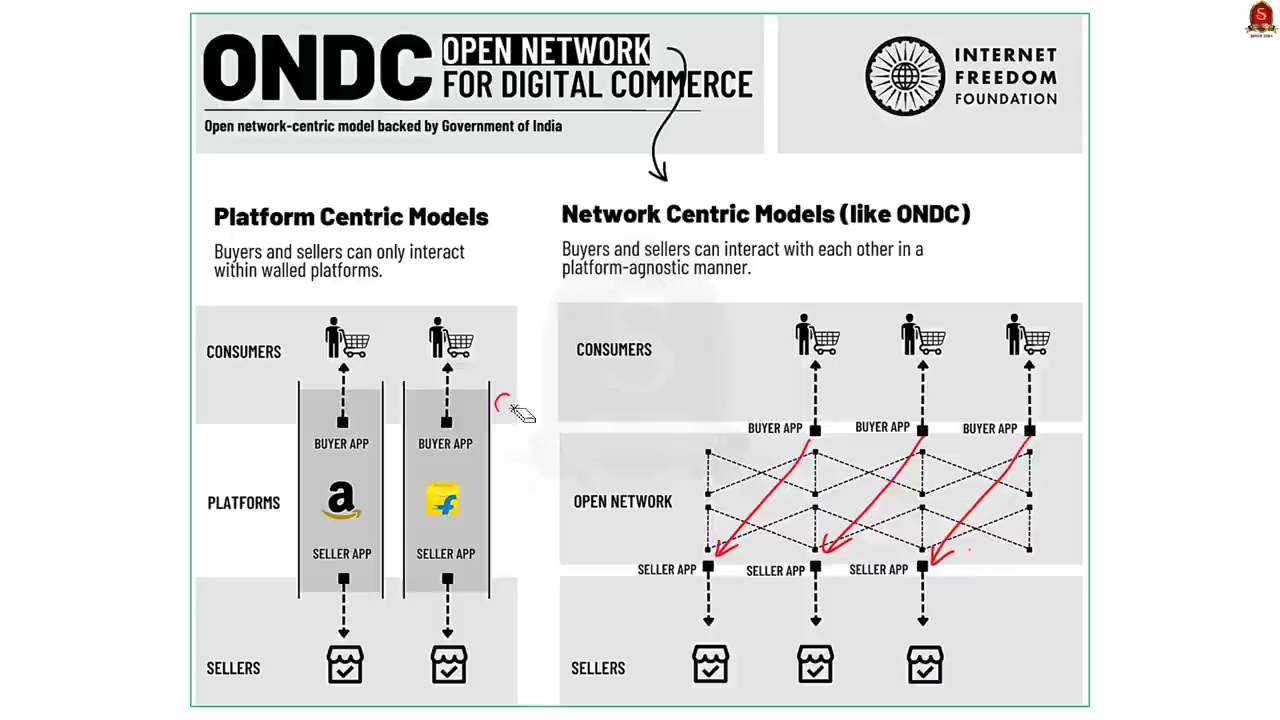 ONDC
OPEN NETWORK
FOR DIGITAL COMMERCE
Open network-centric model backed by Government of India
INTERNET
FREEDOM
FOUNDATION
Platform Centric Models
Buyers and sellers can only interact
within walled platforms.
CONSUMERS
BUYER APP
BUYER APP
PLATFORMS
a
SELLER APP
SELLER APP
SELLERS
Network Centric Models (like ONDC)
Buyers and sellers can interact with each other in a
platform-agnostic manner.
CONSUMERS
BUYER APP
BUYER APP
BUYER APP
OPEN NETWORK
SELLER APP
SELLER APP
SELLER APP
SELLERS
S